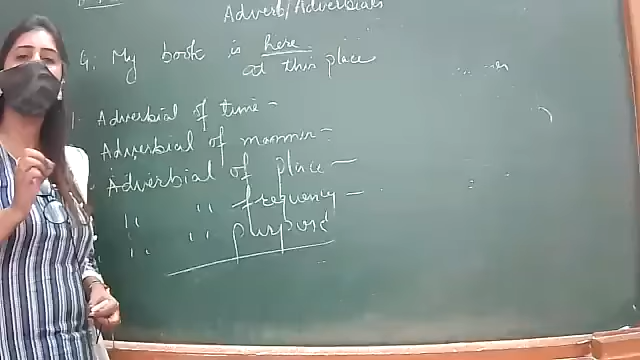 Adverb/Adverbials
G: My book is here
at this place
1. Adverbial of time -
Adverbial of manner -
Adverbial of place -
" " frequency -
" " purpose